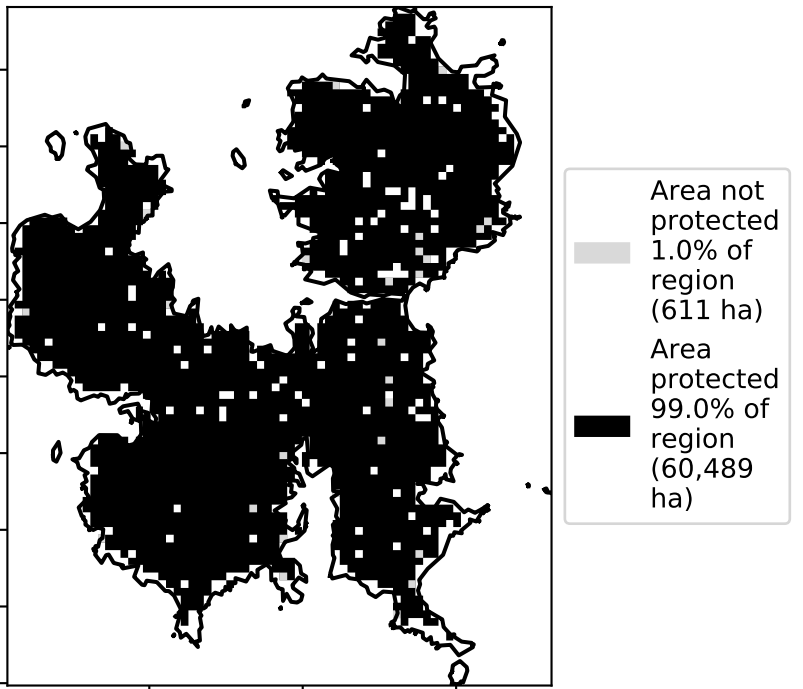 Area not
protected
1.0% of
region
(611 ha)
Area
protected
99.0% of
region
(60,489
ha)